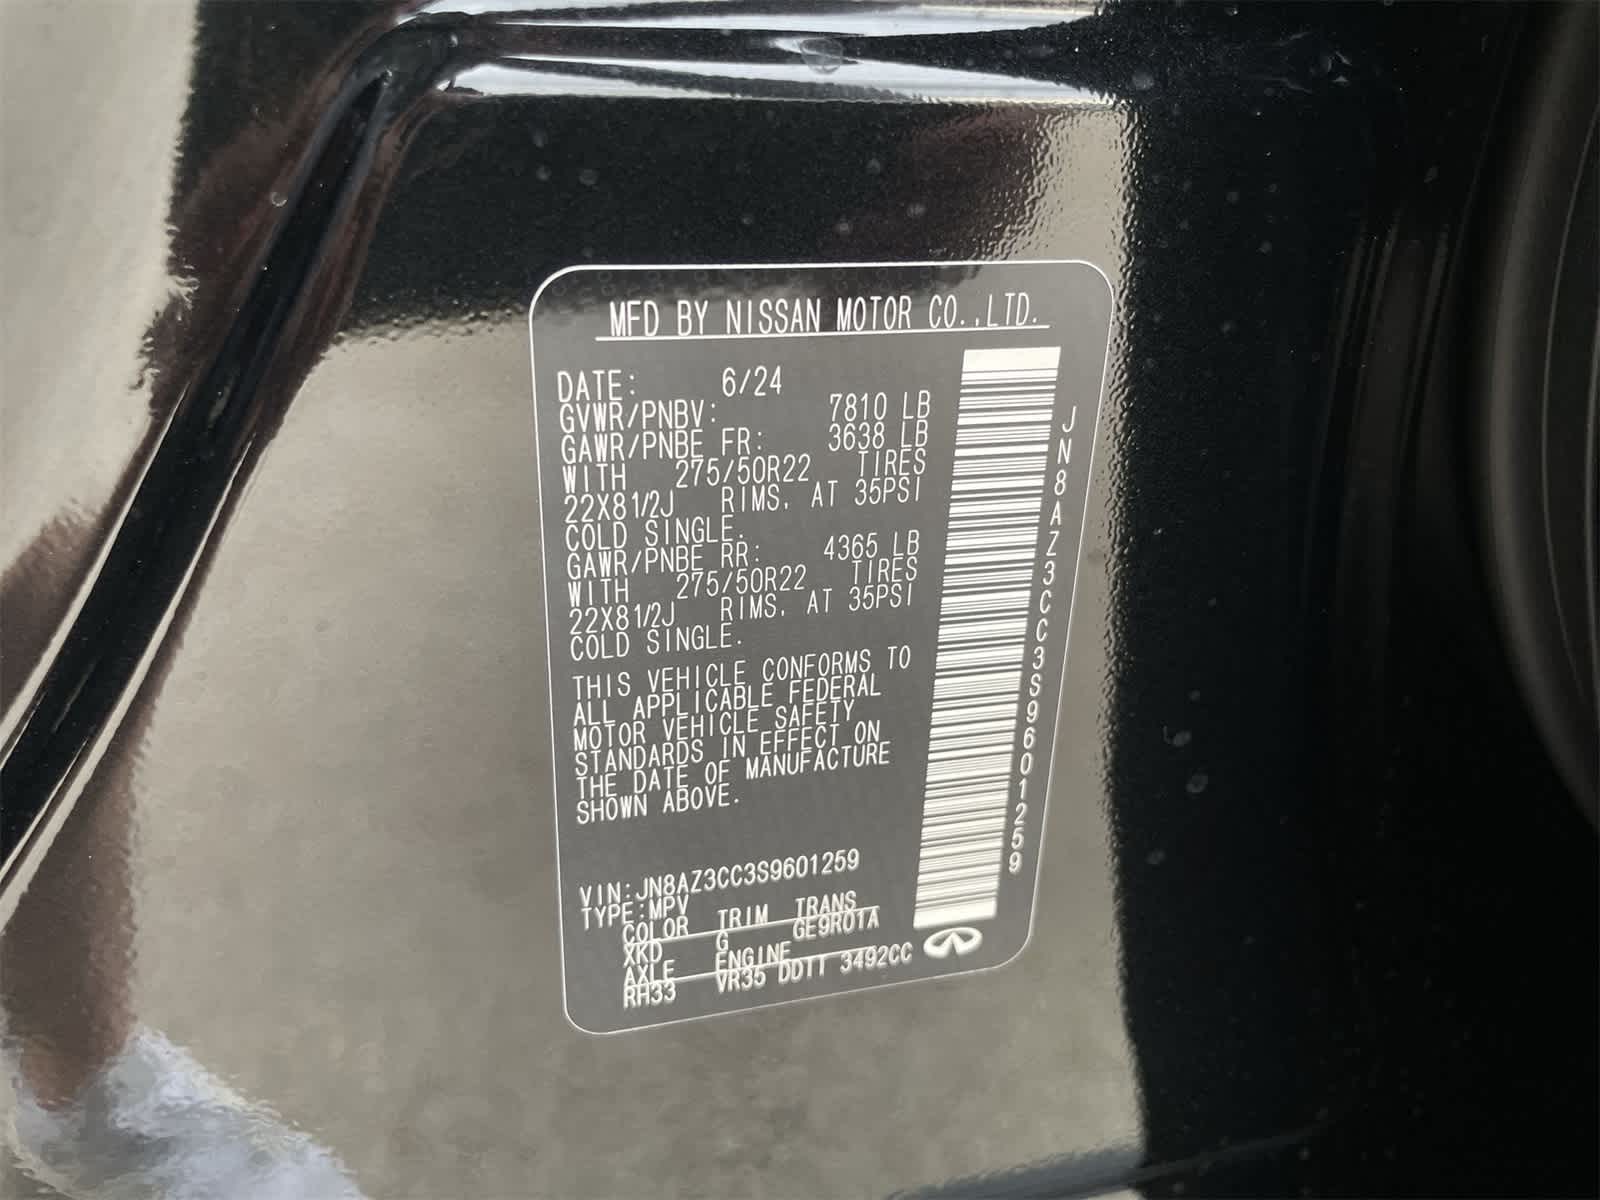 MFD BY NISSAN MOTOR CO.,LTD.
DATE: 6/24
GVWR/PNBV: 7810 LB
GAWR/PNBE FR: 3638 LB
WITH 275/50R22 TIRES
22X81/2J RIMS, AT 35PSI
COLD SINGLE.
GAWR/PNBE RR: 4365 LB
WITH 275/50R22 TIRES
22X81/2J RIMS, AT 35PSI
COLD SINGLE.
THIS VEHICLE CONFORMS TO
ALL APPLICABLE FEDERAL
MOTOR VEHICLE SAFETY
STANDARDS IN EFFECT ON
THE DATE OF MANUFACTURE
SHOWN ABOVE.
VIN:JN8AZ3CC3S9601259
TYPE:MPV
COLOR TRIM TRANS
XKD G GE9R01A
AXLE ENGINE
RH33 VR35 DDTT 3492CC
JN8AZ3CC3S9601259